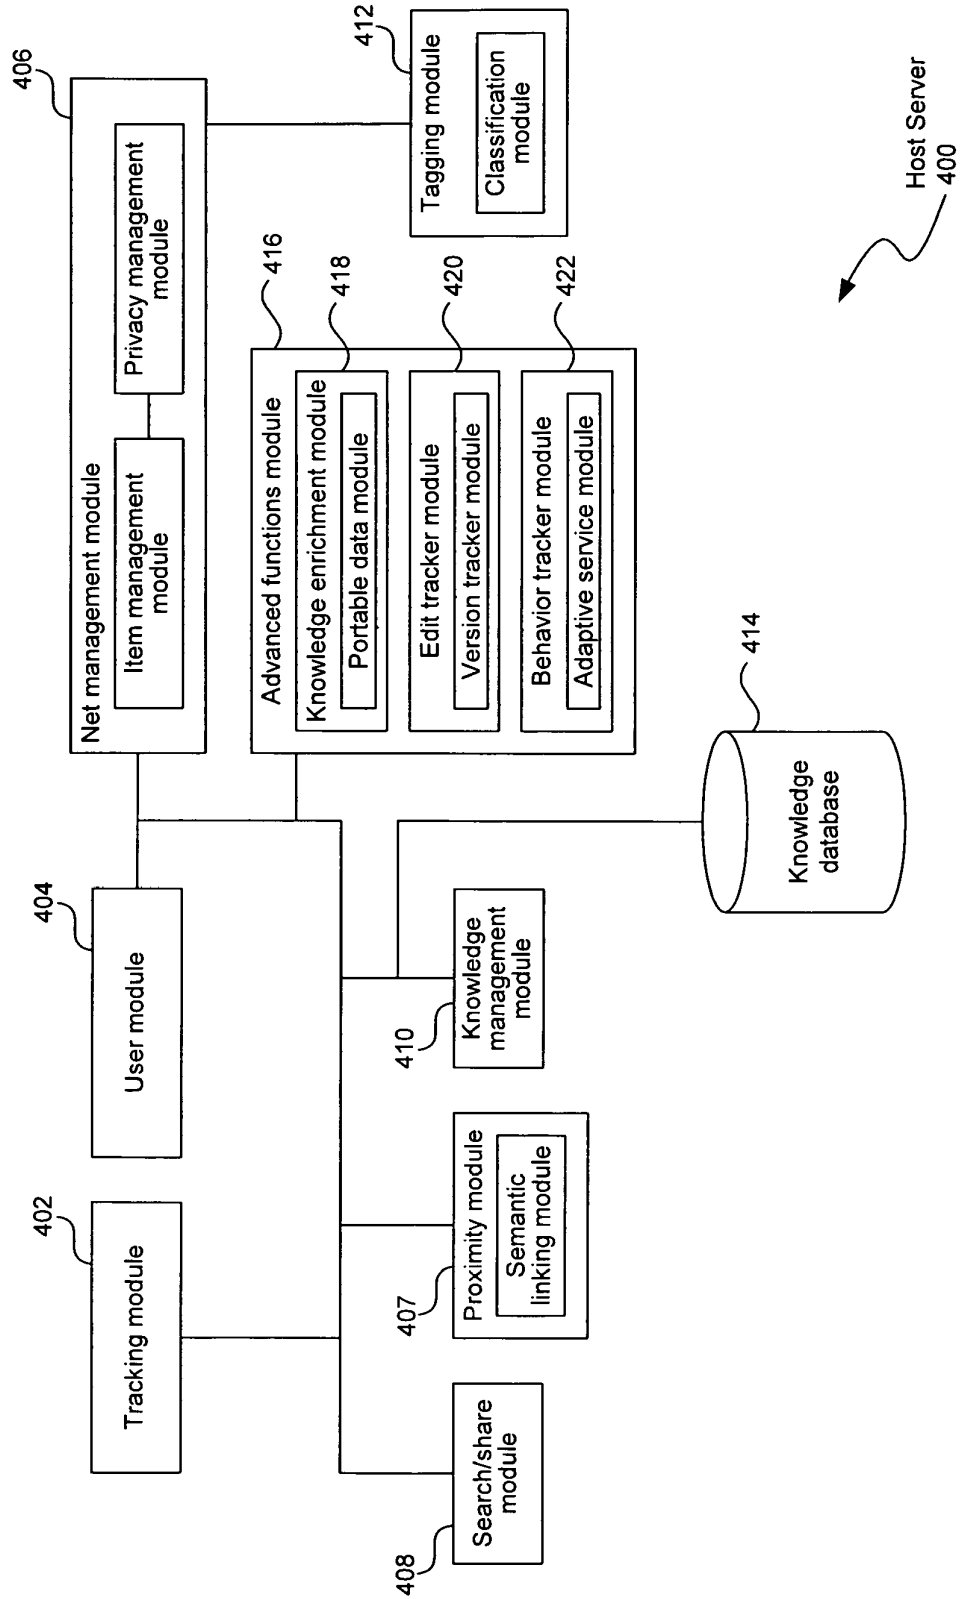 402
Tracking module
404
User module
406
Net management module
Item management
module
Privacy management
module
408
Search/share
module
407
Proximity module
Semantic
linking module
410
Knowledge
management
module
416
Advanced functions module
418
Knowledge enrichment module
Portable data module
420
Edit tracker module
Version tracker module
422
Behavior tracker module
Adaptive service module
412
Tagging module
Classification
module
414
Knowledge
database
Host Server
400